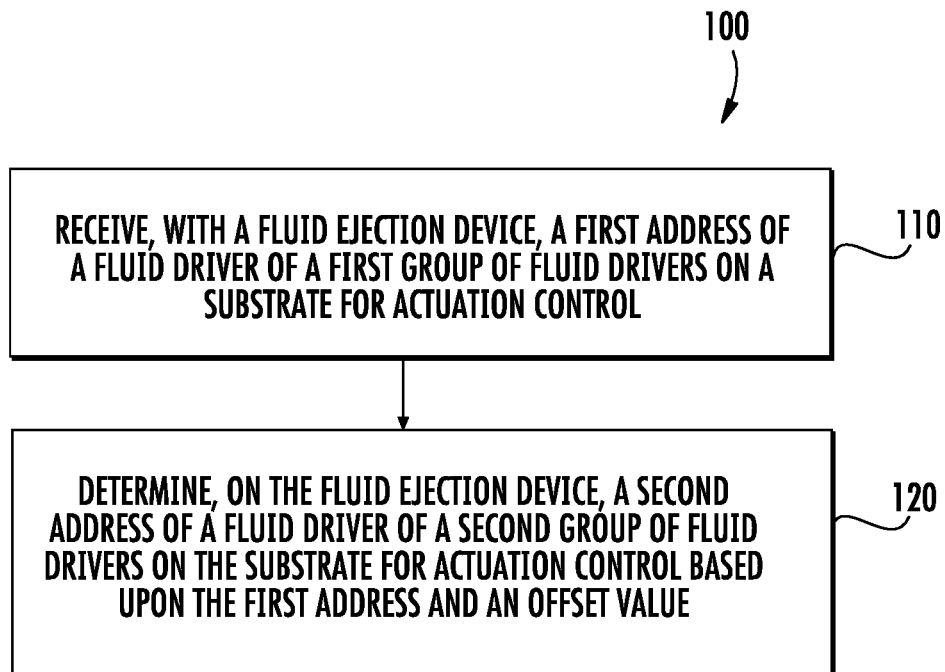 100
RECEIVE, WITH A FLUID EJECTION DEVICE, A FIRST ADDRESS OF
A FLUID DRIVER OF A FIRST GROUP OF FLUID DRIVERS ON A
SUBSTRATE FOR ACTUATION CONTROL
110
DETERMINE, ON THE FLUID EJECTION DEVICE, A SECOND
ADDRESS OF A FLUID DRIVER OF A SECOND GROUP OF FLUID
DRIVERS ON THE SUBSTRATE FOR ACTUATION CONTROL BASED
UPON THE FIRST ADDRESS AND AN OFFSET VALUE
120